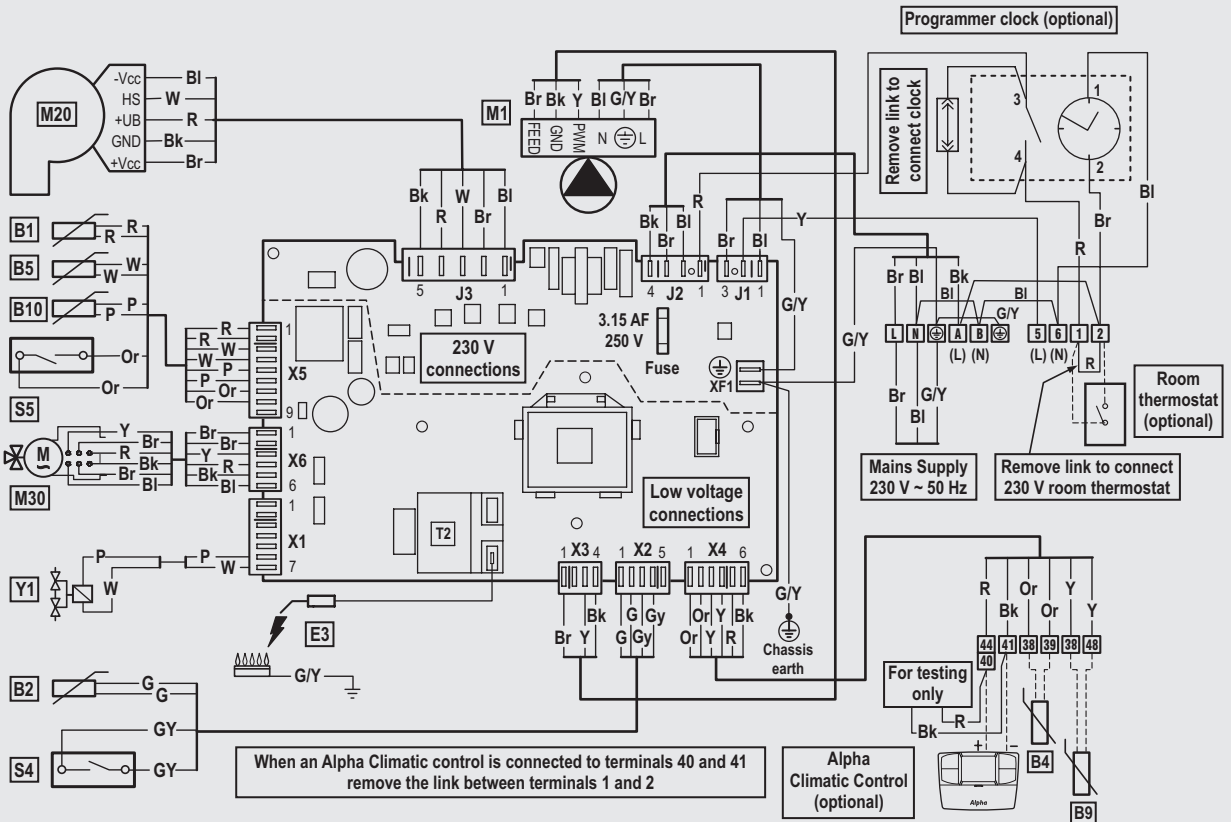 Programmer clock (optional)
-Vcc
Bl
HS
W
M20
+UB
R
GND
Bk
+Vcc
Br
M1
Br Bk Y Bl G/Y Br
FEED
GND
PWM
N
L
Remove link to
connect clock
3
4
1
2
Bl
Br
R
B1
R
R
B5
W
W
B10
P
P
Or
Or
S5
Bk
R
W
Br
Bl
5
J3
1
Bk
Br
Bl
R
4
J2
1
Br
Y
Bl
3
J1
1
G/Y
G/Y
3.15 AF
250 V
Fuse
XF1
230 V
connections
R
R
W
W
P
P
Or
Or
1
X5
9
Br Bl Bk
Bl
Bl
G/Y
L N A B 5 6 1 2
(L) (N)
(L) (N)
R
Br
Bl
G/Y
Mains Supply
230 V ~ 50 Hz
Room
thermostat
(optional)
Remove link to connect
230 V room thermostat
M
~
M30
Y
Br
R
Bk
Br
Bl
Br
Br
Y
R
Bk
Bl
1
X6
6
1
X1
7
Y1
P
W
P
W
T2
Low voltage
connections
1 X3 4
1 X2 5
1 X4 6
Br
Y
Bk
G
G
Gy
Gy
Or
Or
Y
Y
R
Bk
G/Y
Chassis
earth
E3
G/Y
R
Bk
Or
Or
Y
Y
44 41 38 39 38 48
40
For testing
only
R
Bk
B2
G
G
S4
GY
GY
When an Alpha Climatic control is connected to terminals 40 and 41
remove the link between terminals 1 and 2
Alpha
Climatic Control
(optional)
+ –
Alpha
B4
B9